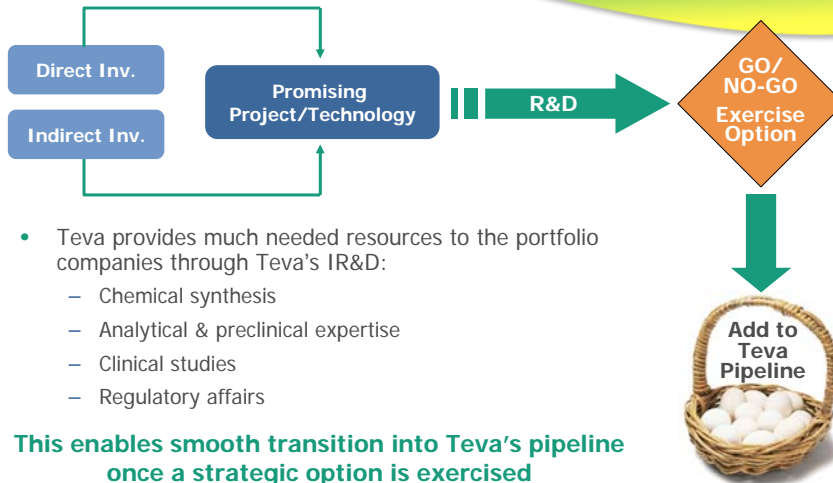 Direct Inv.
Indirect Inv.
Promising
Project/Technology
R&D
GO/
NO-GO
Exercise
Option
• Teva provides much needed resources to the portfolio
companies through Teva's IR&D:
– Chemical synthesis
– Analytical & preclinical expertise
– Clinical studies
– Regulatory affairs
Add to
Teva
Pipeline
This enables smooth transition into Teva's pipeline
once a strategic option is exercised